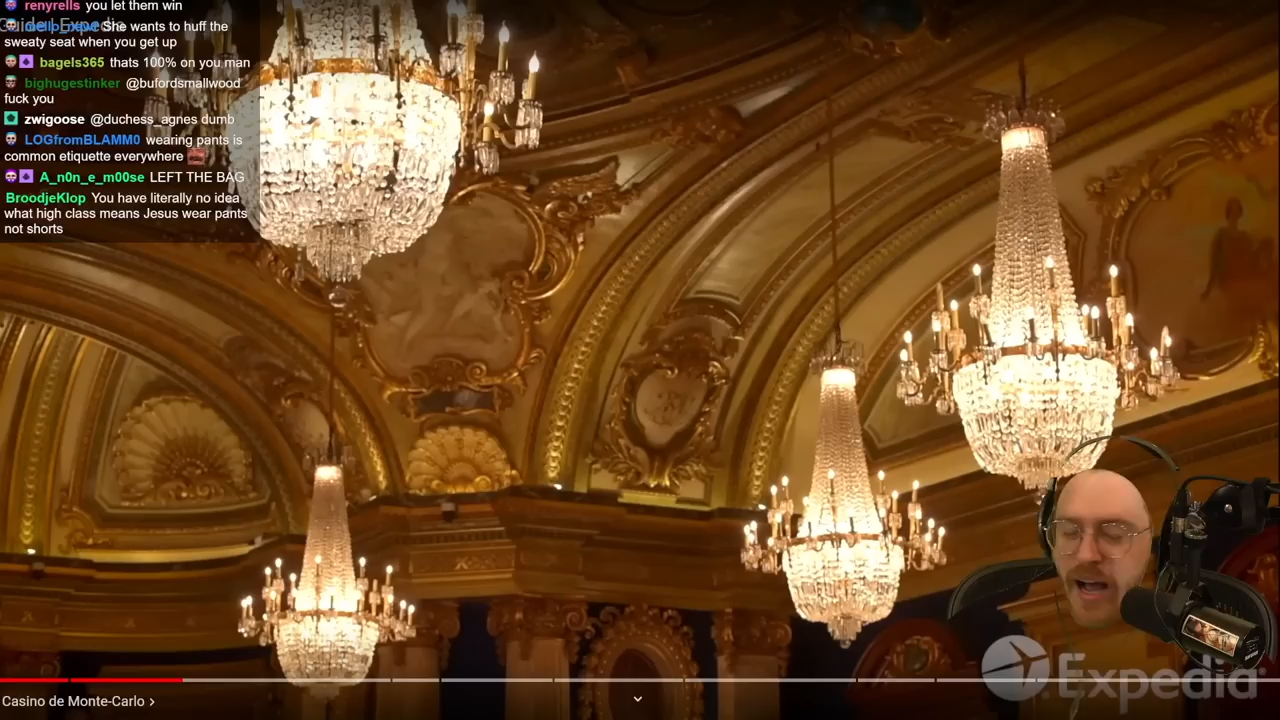 renyrells you let them win
Guided Expedia
She wants to huff the
sweaty seat when you get up
bagels365 thats 100% on you man
bighugestinker @bufordsmallwood
fuck you
zwigoose @duchess_agnes dumb
LOGfromBLAMM0 wearing pants is
common etiquette everywhere
A_n0n_e_m00se LEFT THE BAG
BroodjeKlop You have literally no idea
what high class means Jesus wear pants
not shorts
Expedia
Casino de Monte-Carlo